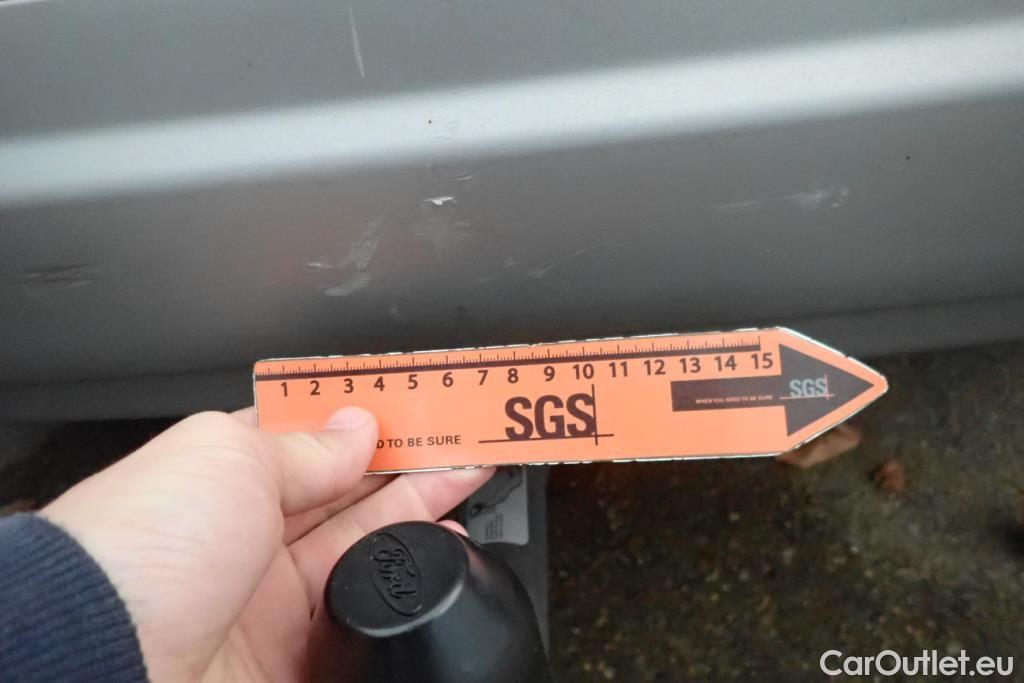 1 2 3 4 5 6 7 8 9 10 11 12 13 14 15
SGS
WHEN YOU NEED TO BE SURE
SGS
D TO BE SURE
Ford
CarOutlet.eu